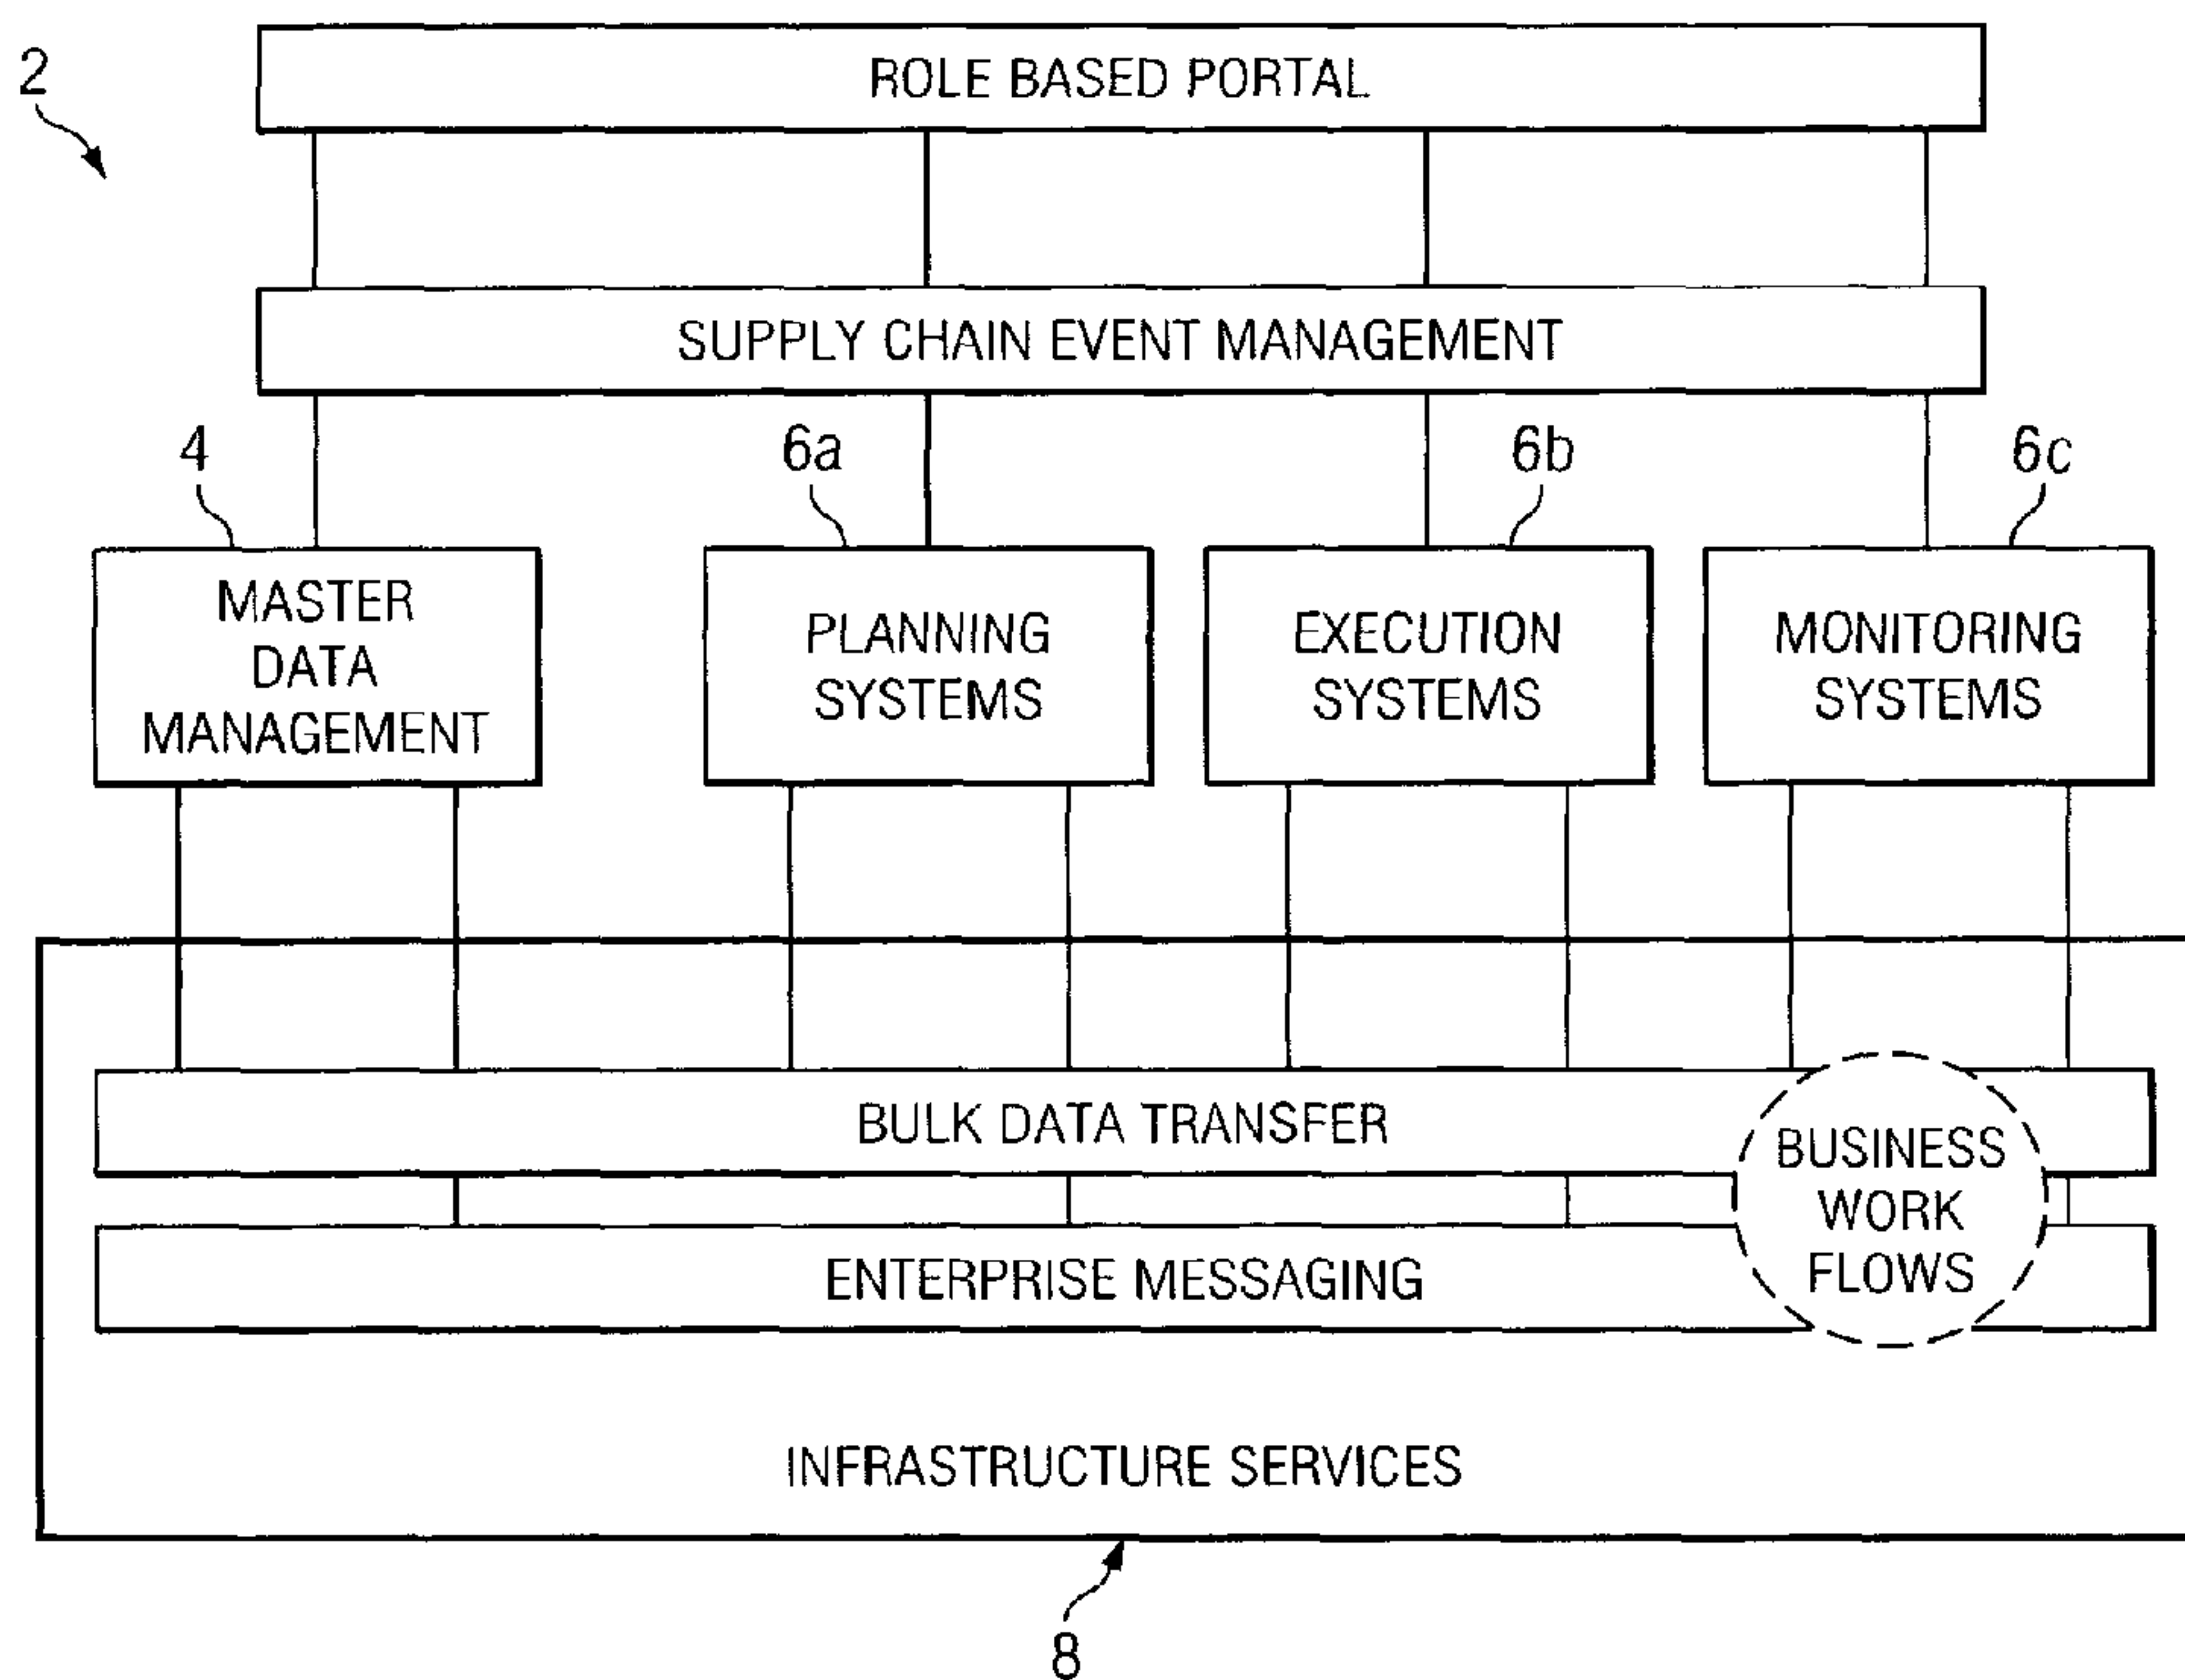 2
ROLE BASED PORTAL
SUPPLY CHAIN EVENT MANAGEMENT
4
6a
6b
6c
MASTER
DATA
MANAGEMENT
PLANNING
SYSTEMS
EXECUTION
SYSTEMS
MONITORING
SYSTEMS
BULK DATA TRANSFER
BUSINESS
WORK
FLOWS
ENTERPRISE MESSAGING
INFRASTRUCTURE SERVICES
8